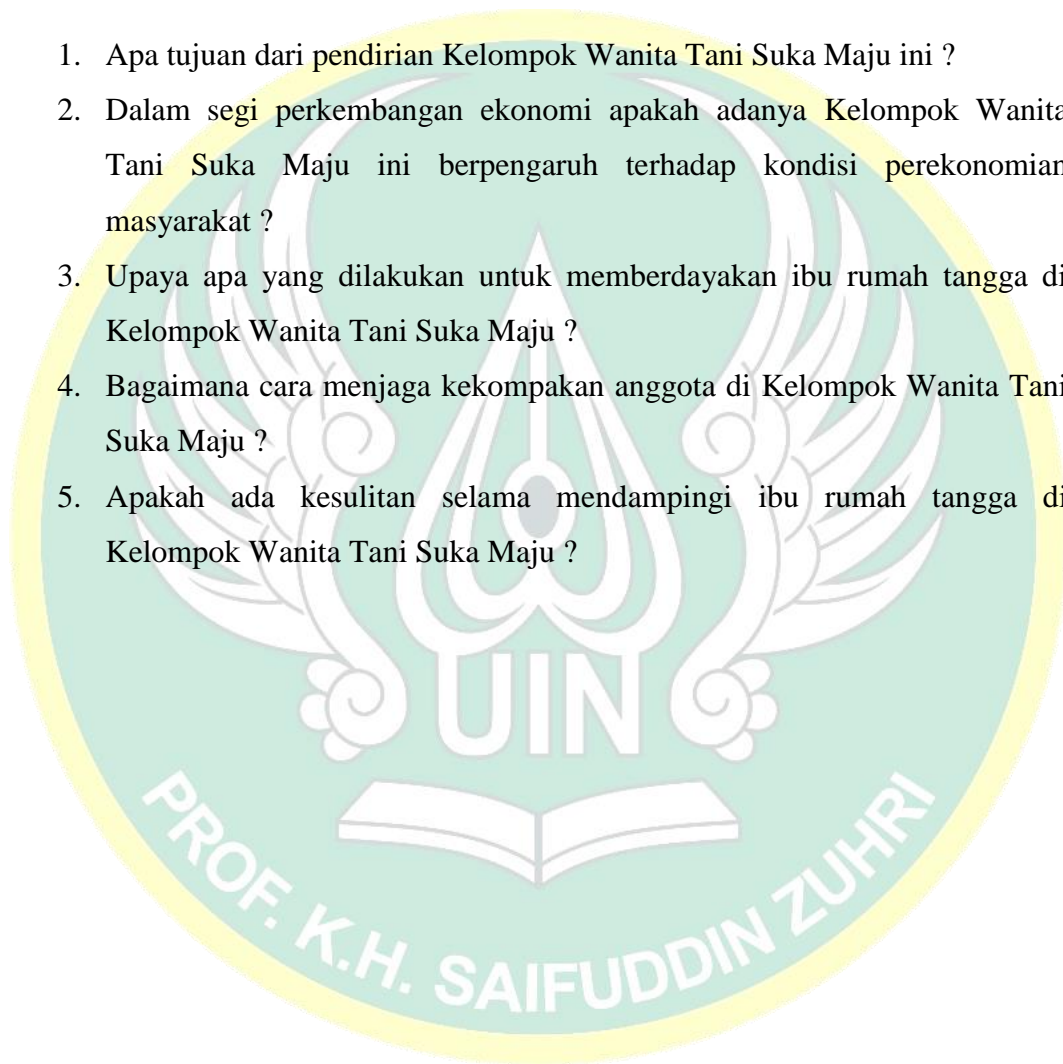 1. Apa tujuan dari pendirian Kelompok Wanita Tani Suka Maju ini ?
2. Dalam segi perkembangan ekonomi apakah adanya Kelompok Wanita
Tani Suka Maju ini berpengaruh terhadap kondisi perekonomian
masyarakat ?
3. Upaya apa yang dilakukan untuk memberdayakan ibu rumah tangga di
Kelompok Wanita Tani Suka Maju ?
4. Bagaimana cara menjaga kekompakan anggota di Kelompok Wanita Tani
Suka Maju ?
5. Apakah ada kesulitan selama mendampingi ibu rumah tangga di
Kelompok Wanita Tani Suka Maju ?
UIN
PROF. K.H. SAIFUDDIN ZUHRI